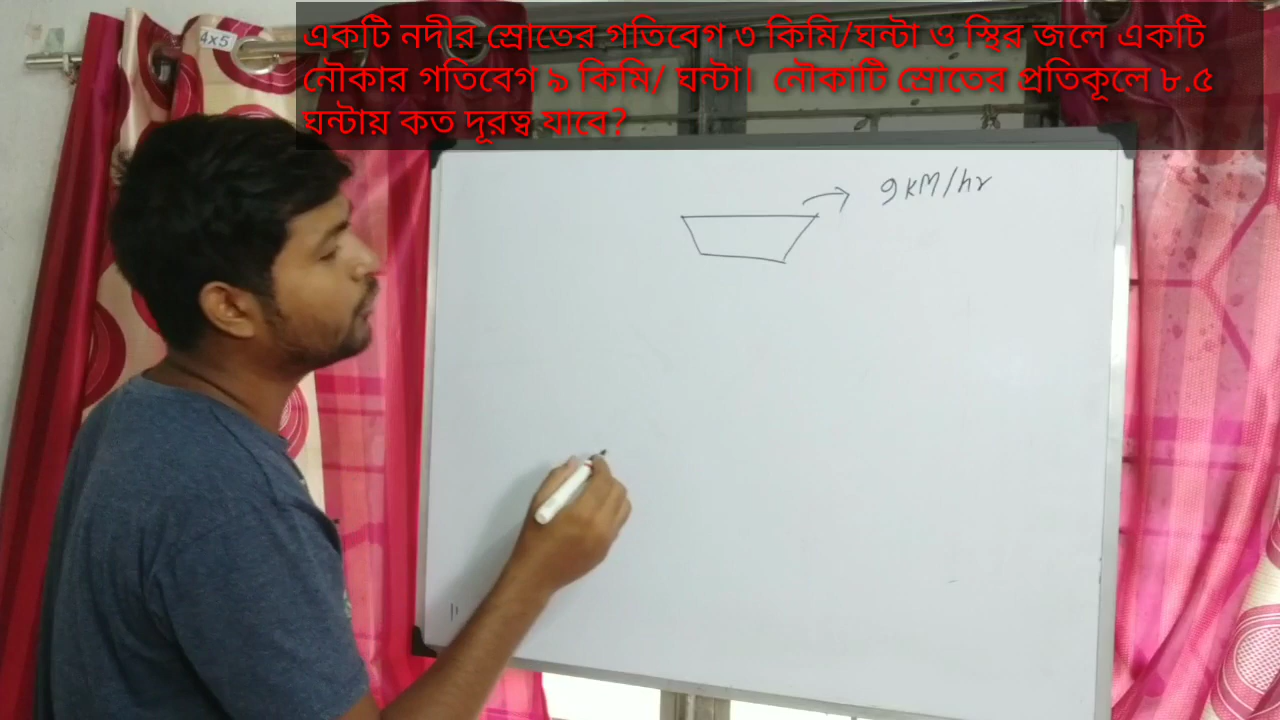 একটি নদীর স্রোতের গতিবেগ ৩ কিমি/ঘন্টা ও স্থির জলে একটি
নৌকার গতিবেগ ৯ কিমি/ ঘন্টা। নৌকাটি স্রোতের প্রতিকূলে ৮.৫
ঘন্টায় কত দূরত্ব যাবে?
4x5
9 KM/hr